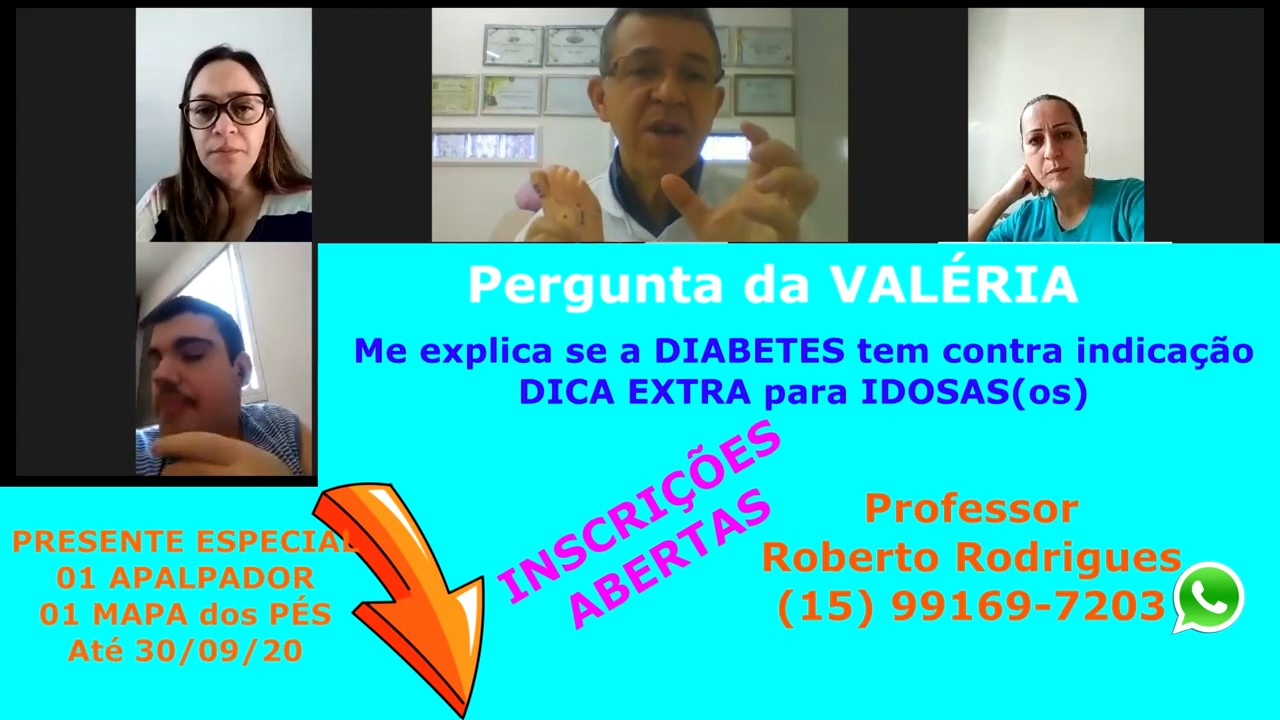 Pergunta da VALÉRIA
Me explica se a DIABETES tem contra indicação
DICA EXTRA para IDOSAS(os)
INSCRIÇÕES
ABERTAS
Professor
Roberto Rodrigues
(15) 99169-7203
PRESENTE ESPECIAL
01 APALPADOR
01 MAPA dos PÉS
Até 30/09/20